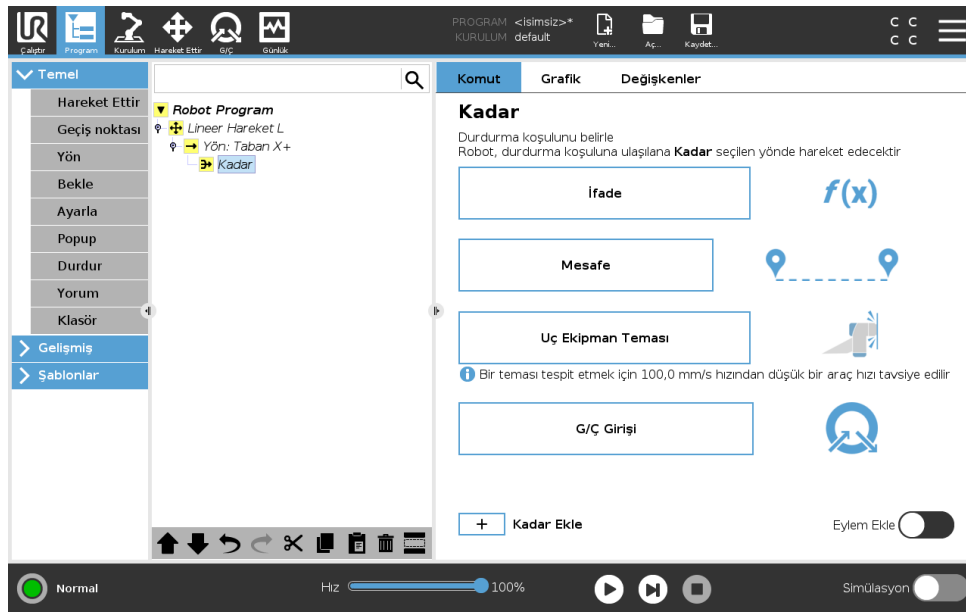 PROGRAM <isimsiz>*
KURULUM default
C C
C C
Çalıştır Program Kurulum Hareket Ettir G/Ç Günlük Yeni... Aç... Kaydet...
Temel
Hareket Ettir
Geçiş noktası
Yön
Bekle
Ayarla
Popup
Durdur
Yorum
Klasör
Gelişmiş
Şablonlar
Robot Program
Lineer Hareket L
Yön: Taban X+
Kadar
Komut Grafik Değişkenler
Kadar
Durdurma koşulunu belirle
Robot, durdurma koşuluna ulaşılana Kadar seçilen yönde hareket edecektir
İfade f(x)
Mesafe
Uç Ekipman Teması
Bir teması tespit etmek için 100,0 mm/s hızından düşük bir araç hızı tavsiye edilir
G/Ç Girişi
+ Kadar Ekle Eylem Ekle
Normal Hız 100% Simülasyon